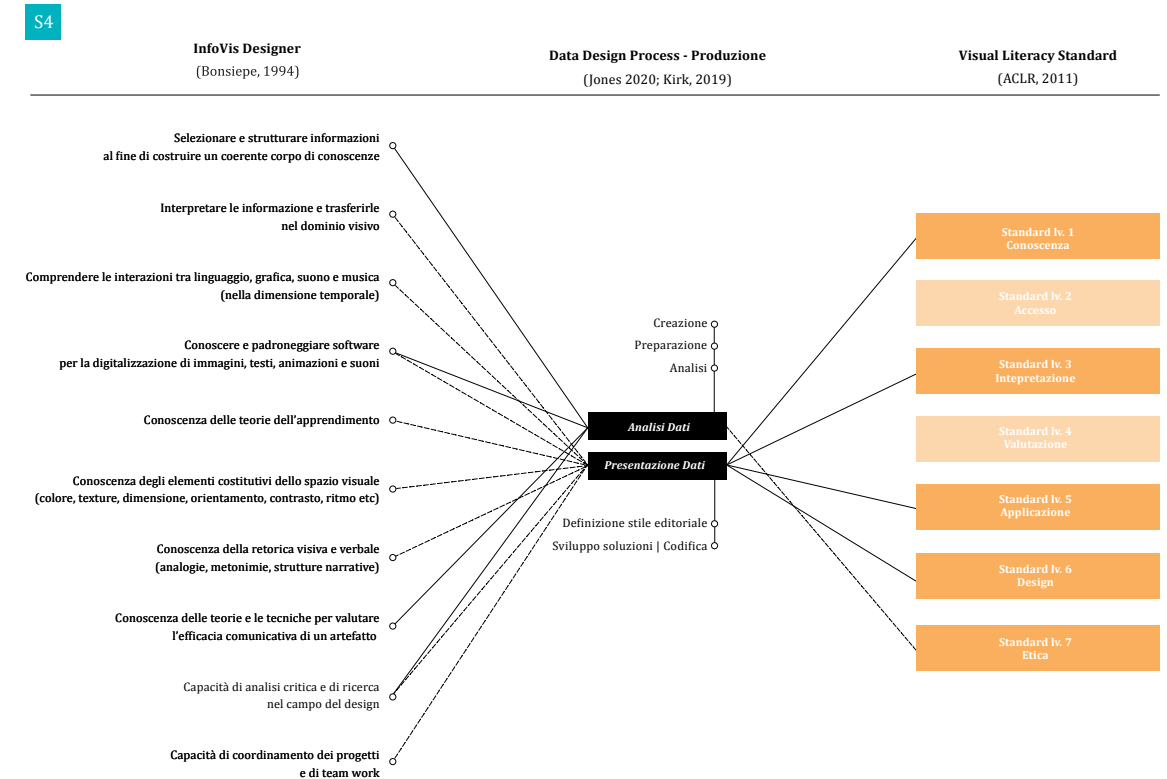 S4
InfoVis Designer
(Bonsiepe, 1994)
Data Design Process - Produzione
(Jones 2020; Kirk, 2019)
Visual Literacy Standard
(ACLR, 2011)
Selezionare e strutturare informazioni
al fine di costruire un coerente corpo di conoscenze
Interpretare le informazione e trasferirle
nel dominio visivo
Comprendere le interazioni tra linguaggio, grafica, suono e musica
(nella dimensione temporale)
Conoscere e padroneggiare software
per la digitalizzazione di immagini, testi, animazioni e suoni
Conoscenza delle teorie dell'apprendimento
Conoscenza degli elementi costitutivi dello spazio visuale
(colore, texture, dimensione, orientamento, contrasto, ritmo etc)
Conoscenza della retorica visiva e verbale
(analogie, metonimie, strutture narrative)
Conoscenza delle teorie e le tecniche per valutare
l'efficacia comunicativa di un artefatto
Capacità di analisi critica e di ricerca
nel campo del design
Capacità di coordinamento dei progetti
e di team work
Creazione
Preparazione
Analisi
Analisi Dati
Presentazione Dati
Definizione stile editoriale
Sviluppo soluzioni | Codifica
Standard lv. 1
Conoscenza
Standard lv. 2
Accesso
Standard lv. 3
Intepretazione
Standard lv. 4
Valutazione
Standard lv. 5
Applicazione
Standard lv. 6
Design
Standard lv. 7
Etica